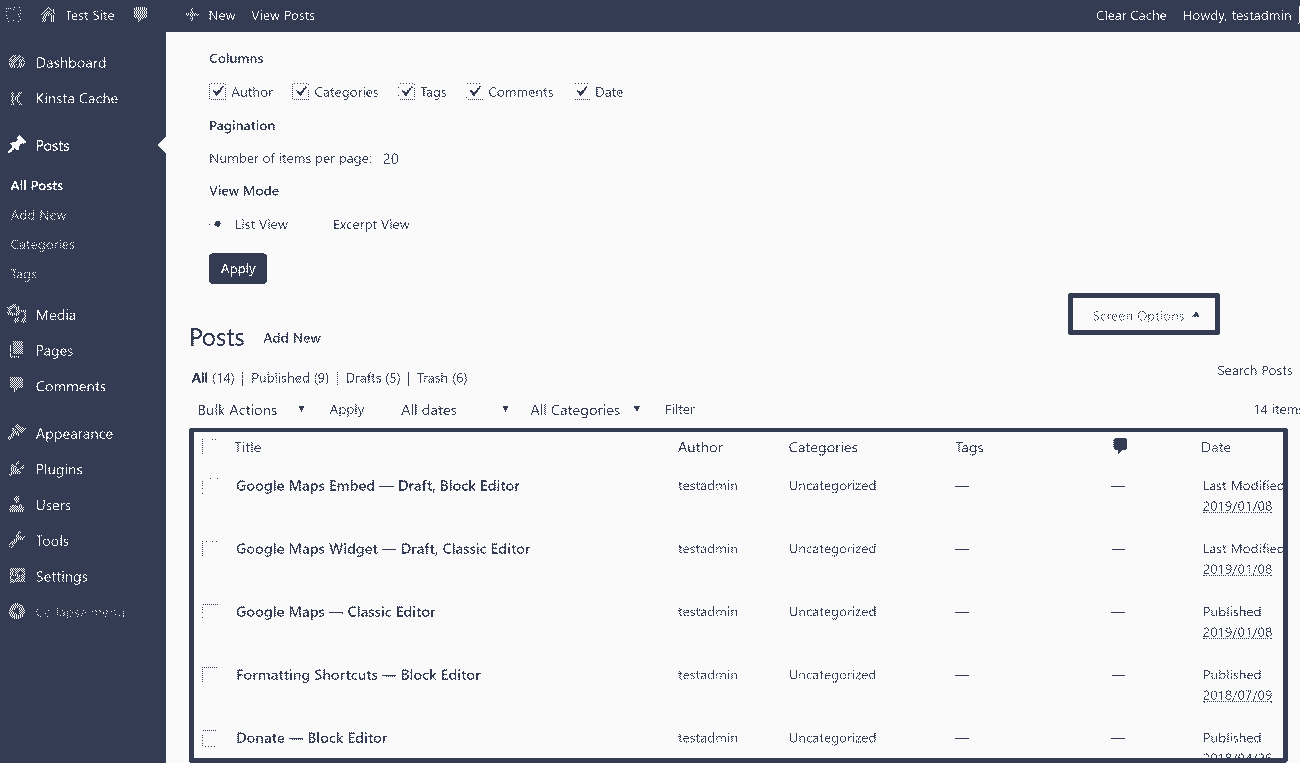 Test Site
New
View Posts
Clear Cache
Howdy, testadmin
Dashboard
Kinsta Cache
Posts
All Posts
Add New
Categories
Tags
Media
Pages
Comments
Appearance
Plugins
Users
Tools
Settings
Collapse menu
Columns
Author Categories Tags Comments Date
Pagination
Number of items per page: 20
View Mode
List View Excerpt View
Apply
Screen Options
Posts Add New
All (14) | Published (9) | Drafts (5) | Trash (6)
Search Posts
Bulk Actions Apply All dates All Categories Filter
14 items
Title Author Categories Tags Date
Google Maps Embed — Draft, Block Editor testadmin Uncategorized — — Last Modified
2019/01/08
Google Maps Widget — Draft, Classic Editor testadmin Uncategorized — — Last Modified
2019/01/08
Google Maps — Classic Editor testadmin Uncategorized — — Published
2019/01/08
Formatting Shortcuts — Block Editor testadmin Uncategorized — — Published
2018/07/09
Donate — Block Editor testadmin Uncategorized — — Published